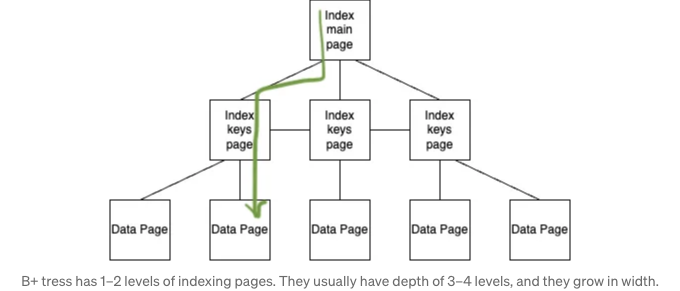 Index
main
page
Index
keys
page
Index
keys
page
Index
keys
page
Data Page
Data Page
Data Page
Data Page
Data Page
B+ tress has 1–2 levels of indexing pages. They usually have depth of 3–4 levels, and they grow in width.